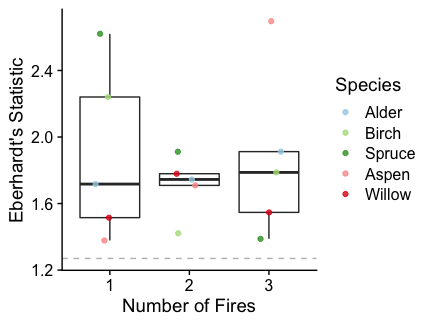 Eberhardt's Statistic
2.4
2.0
1.6
1.2
1 2 3
Number of Fires
Species
Alder
Birch
Spruce
Aspen
Willow